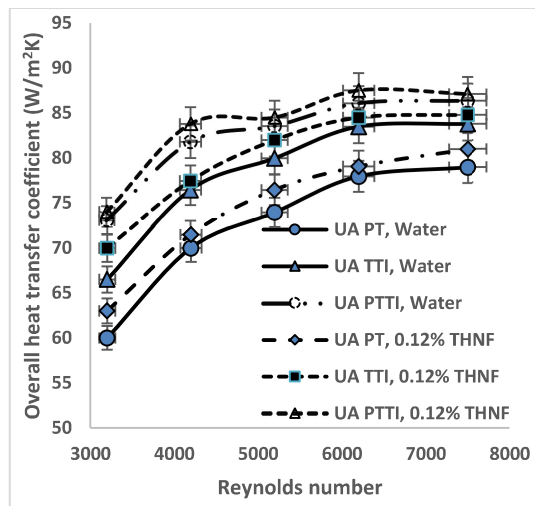 Overall heat transfer coefficient (W/m²K)
95
90
85
80
75
70
65
60
55
50
UA PT, Water
UA TTI, Water
UA PTTI, Water
UA PT, 0.12% THNF
UA TTI, 0.12% THNF
UA PTTI, 0.12% THNF
3000 4000 5000 6000 7000 8000
Reynolds number